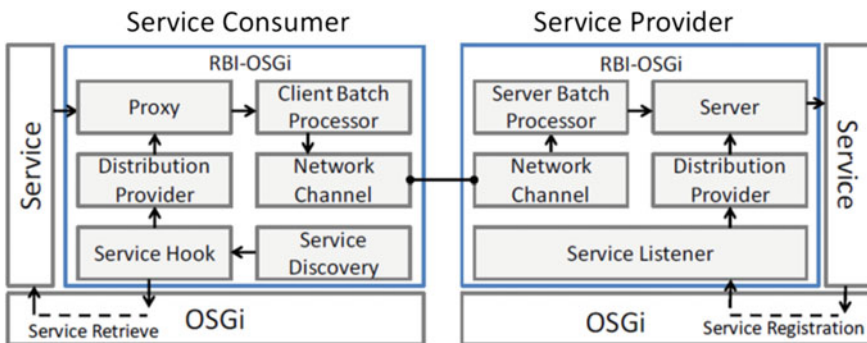 Service Consumer
Service Provider
RBI-OSGi
RBI-OSGi
Service
Proxy
Client Batch
Processor
Server Batch
Processor
Server
Service
Distribution
Provider
Network
Channel
Network
Channel
Distribution
Provider
Service Hook
Service
Discovery
Service Listener
Service Retrieve
OSGi
OSGi
Service Registration